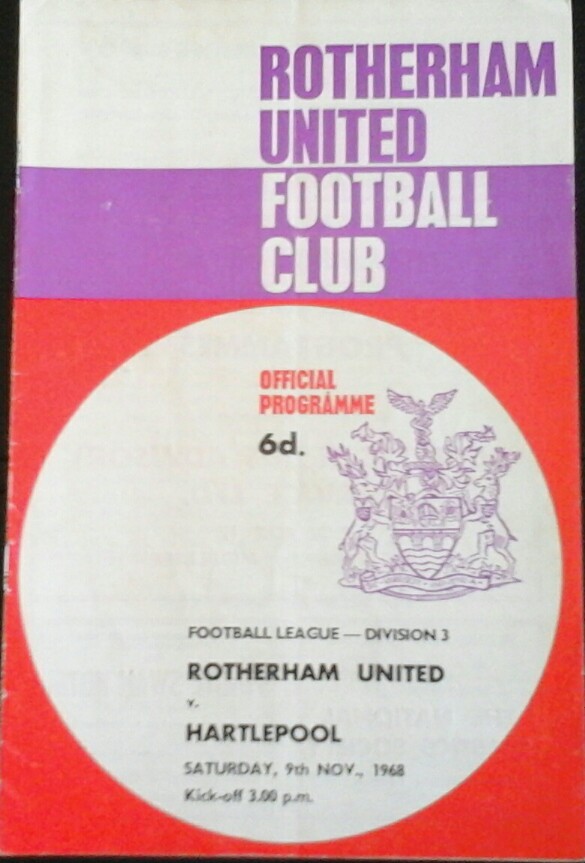 ROTHERHAM
UNITED
FOOTBALL
CLUB
OFFICIAL
PROGRAMME
6d.
FOOTBALL LEAGUE — DIVISION 3
ROTHERHAM UNITED
v.
HARTLEPOOL
SATURDAY, 9th NOV., 1968
Kick-off 3.00 p.m.